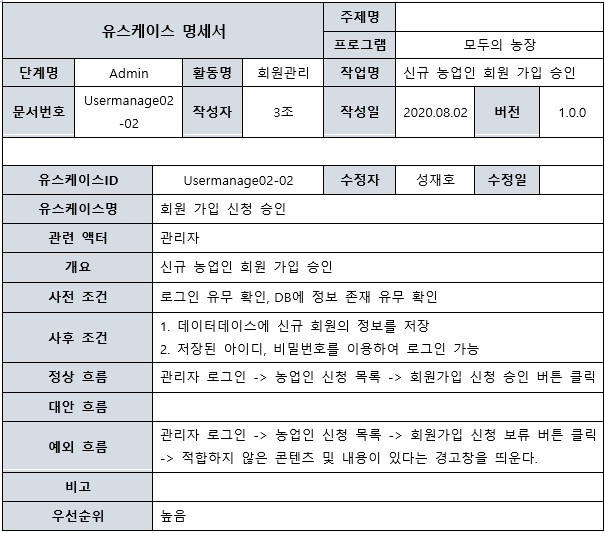 유스케이스 명세서
주제명
프로그램 모두의 농장
단계명 Admin 활동명 회원관리 작업명 신규 농업인 회원 가입 승인
문서번호 Usermanage02
-02 작성자 3조 작성일 2020.08.02 버전 1.0.0
유스케이스ID Usermanage02-02 수정자 성재호 수정일
유스케이스명 회원 가입 신청 승인
관련 액터 관리자
개요 신규 농업인 회원 가입 승인
사전 조건 로그인 유무 확인, DB에 정보 존재 유무 확인
사후 조건 1. 데이터데이스에 신규 회원의 정보를 저장
2. 저장된 아이디, 비밀번호를 이용하여 로그인 가능
정상 흐름 관리자 로그인 -> 농업인 신청 목록 -> 회원가입 신청 승인 버튼 클릭
대안 흐름
예외 흐름 관리자 로그인 -> 농업인 신청 목록 -> 회원가입 신청 보류 버튼 클릭
-> 적합하지 않은 콘텐츠 및 내용이 있다는 경고창을 띄운다.
비고
우선순위 높음